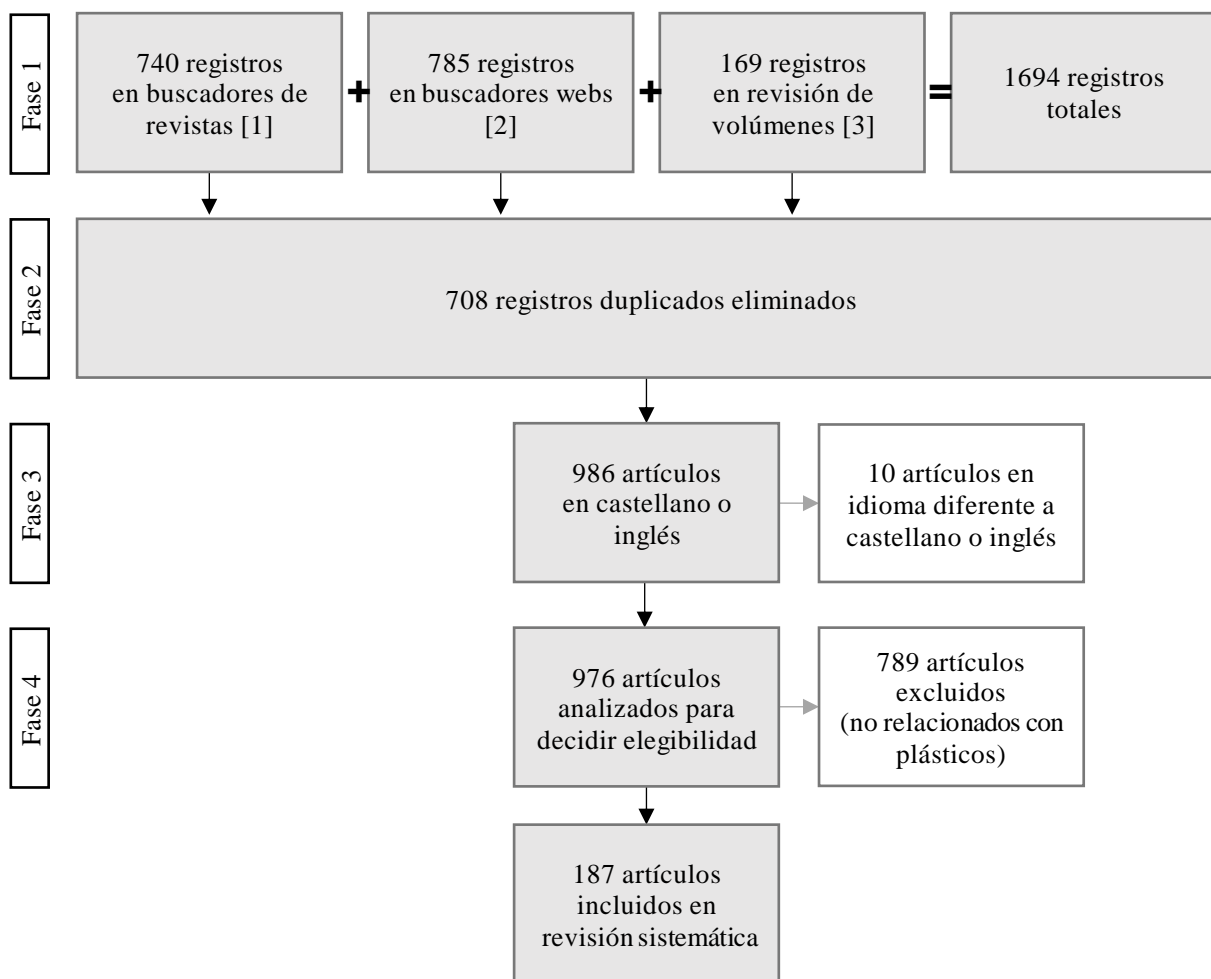 Fase 1
740 registros
en buscadores de
revistas [1]
+
785 registros
en buscadores webs
[2]
+
169 registros
en revisión de
volúmenes [3]
=
1694 registros
totales
Fase 2
708 registros duplicados eliminados
Fase 3
986 artículos
en castellano o
inglés
10 artículos en
idioma diferente a
castellano o inglés
Fase 4
976 artículos
analizados para
decidir elegibilidad
789 artículos
excluidos
(no relacionados con
plásticos)
187 artículos
incluidos en
revisión sistemática